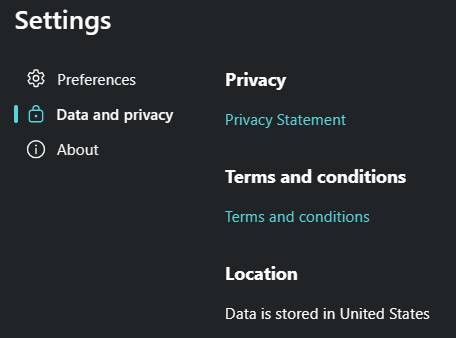 Settings
Preferences
Data and privacy
About
Privacy
Privacy Statement
Terms and conditions
Terms and conditions
Location
Data is stored in United States